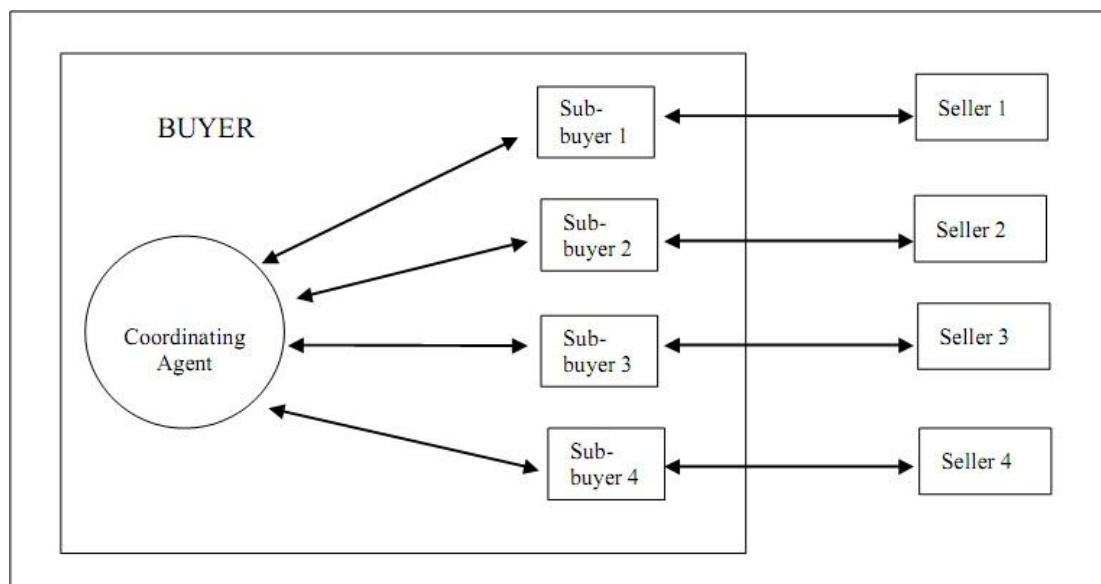 BUYER
Coordinating
Agent
Sub-
buyer 1
Sub-
buyer 2
Sub-
buyer 3
Sub-
buyer 4
Seller 1
Seller 2
Seller 3
Seller 4